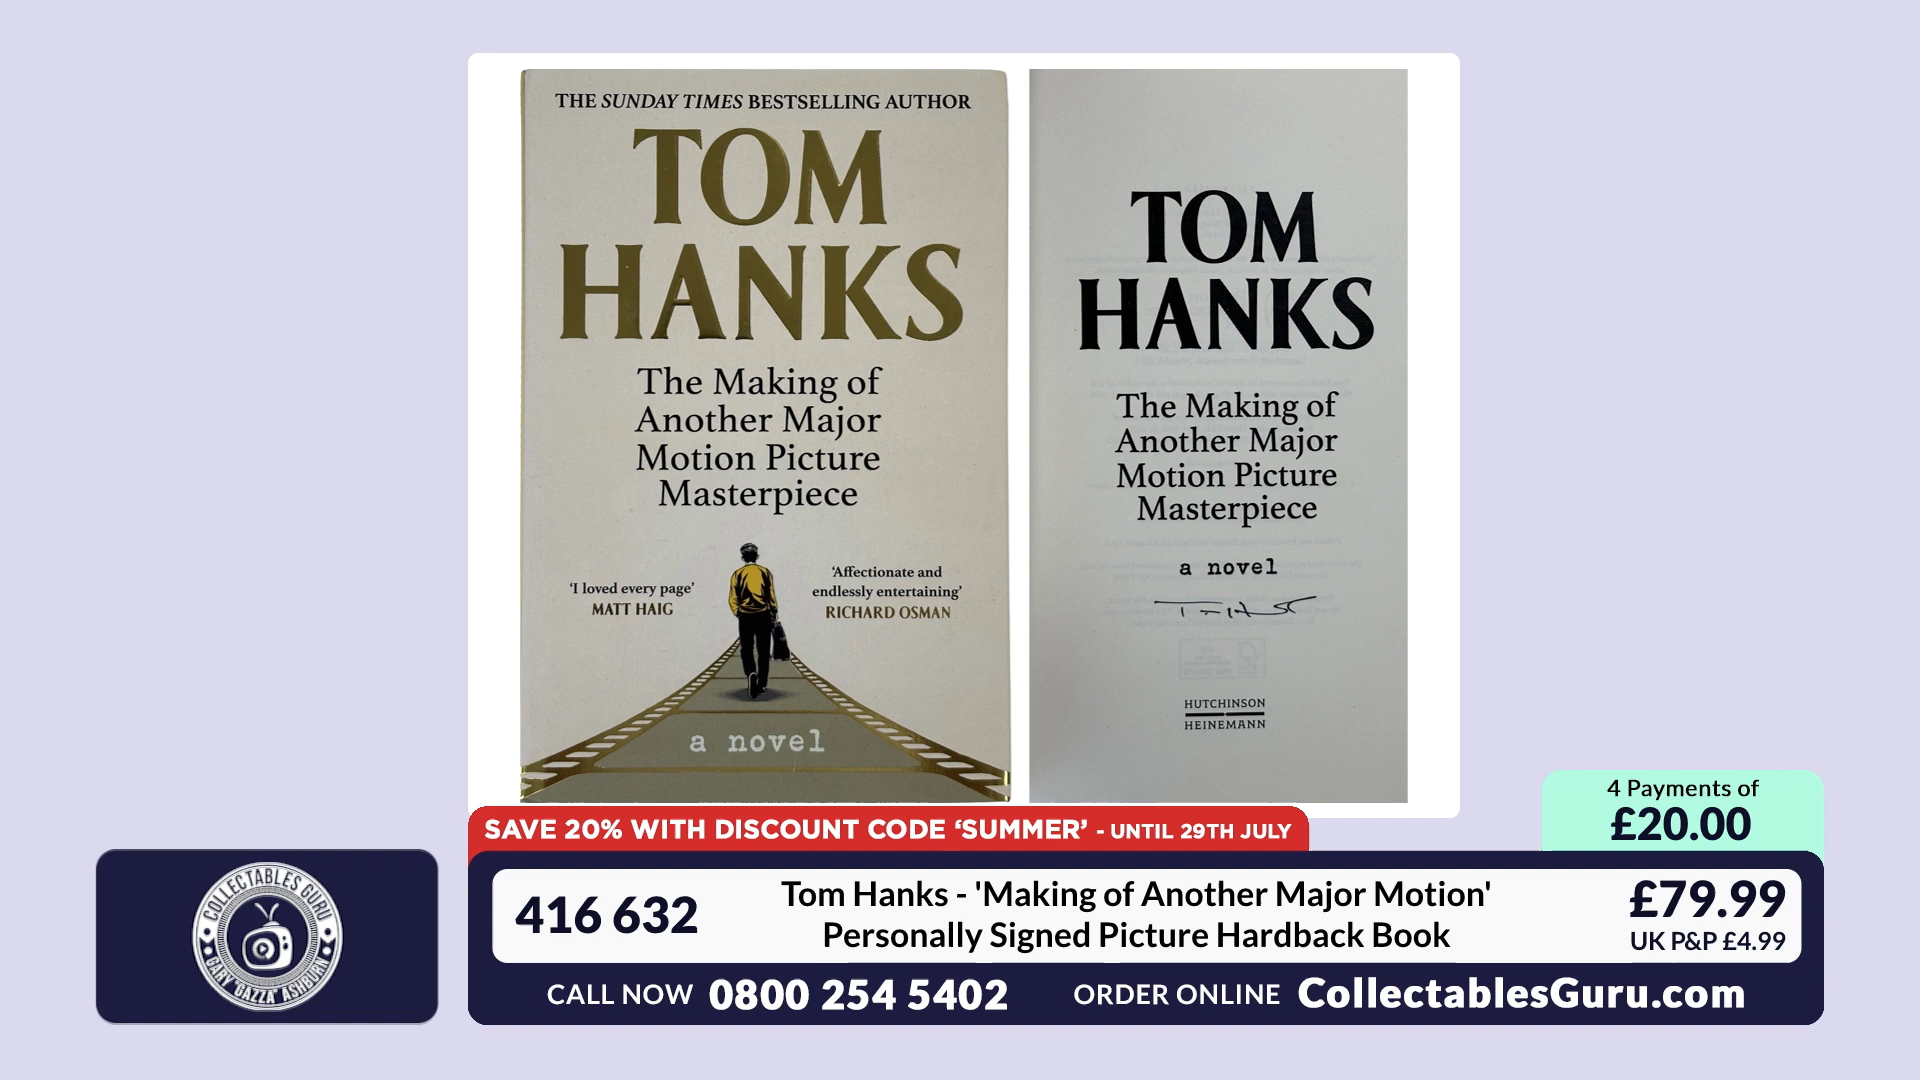 THE SUNDAY TIMES BESTSELLING AUTHOR
TOM
HANKS
The Making of
Another Major
Motion Picture
Masterpiece
'I loved every page'
MATT HAIG
'Affectionate and
endlessly entertaining'
RICHARD OSMAN
a novel
TOM
HANKS
The Making of
Another Major
Motion Picture
Masterpiece
a novel
HUTCHINSON
HEINEMANN
4 Payments of
£20.00
SAVE 20% WITH DISCOUNT CODE ‘SUMMER’ - UNTIL 29TH JULY
COLLECTABLES GURU
GARY "GAZZA" ASHBURN
416 632
Tom Hanks - 'Making of Another Major Motion'
Personally Signed Picture Hardback Book
£79.99
UK P&P £4.99
CALL NOW 0800 254 5402
ORDER ONLINE CollectablesGuru.com